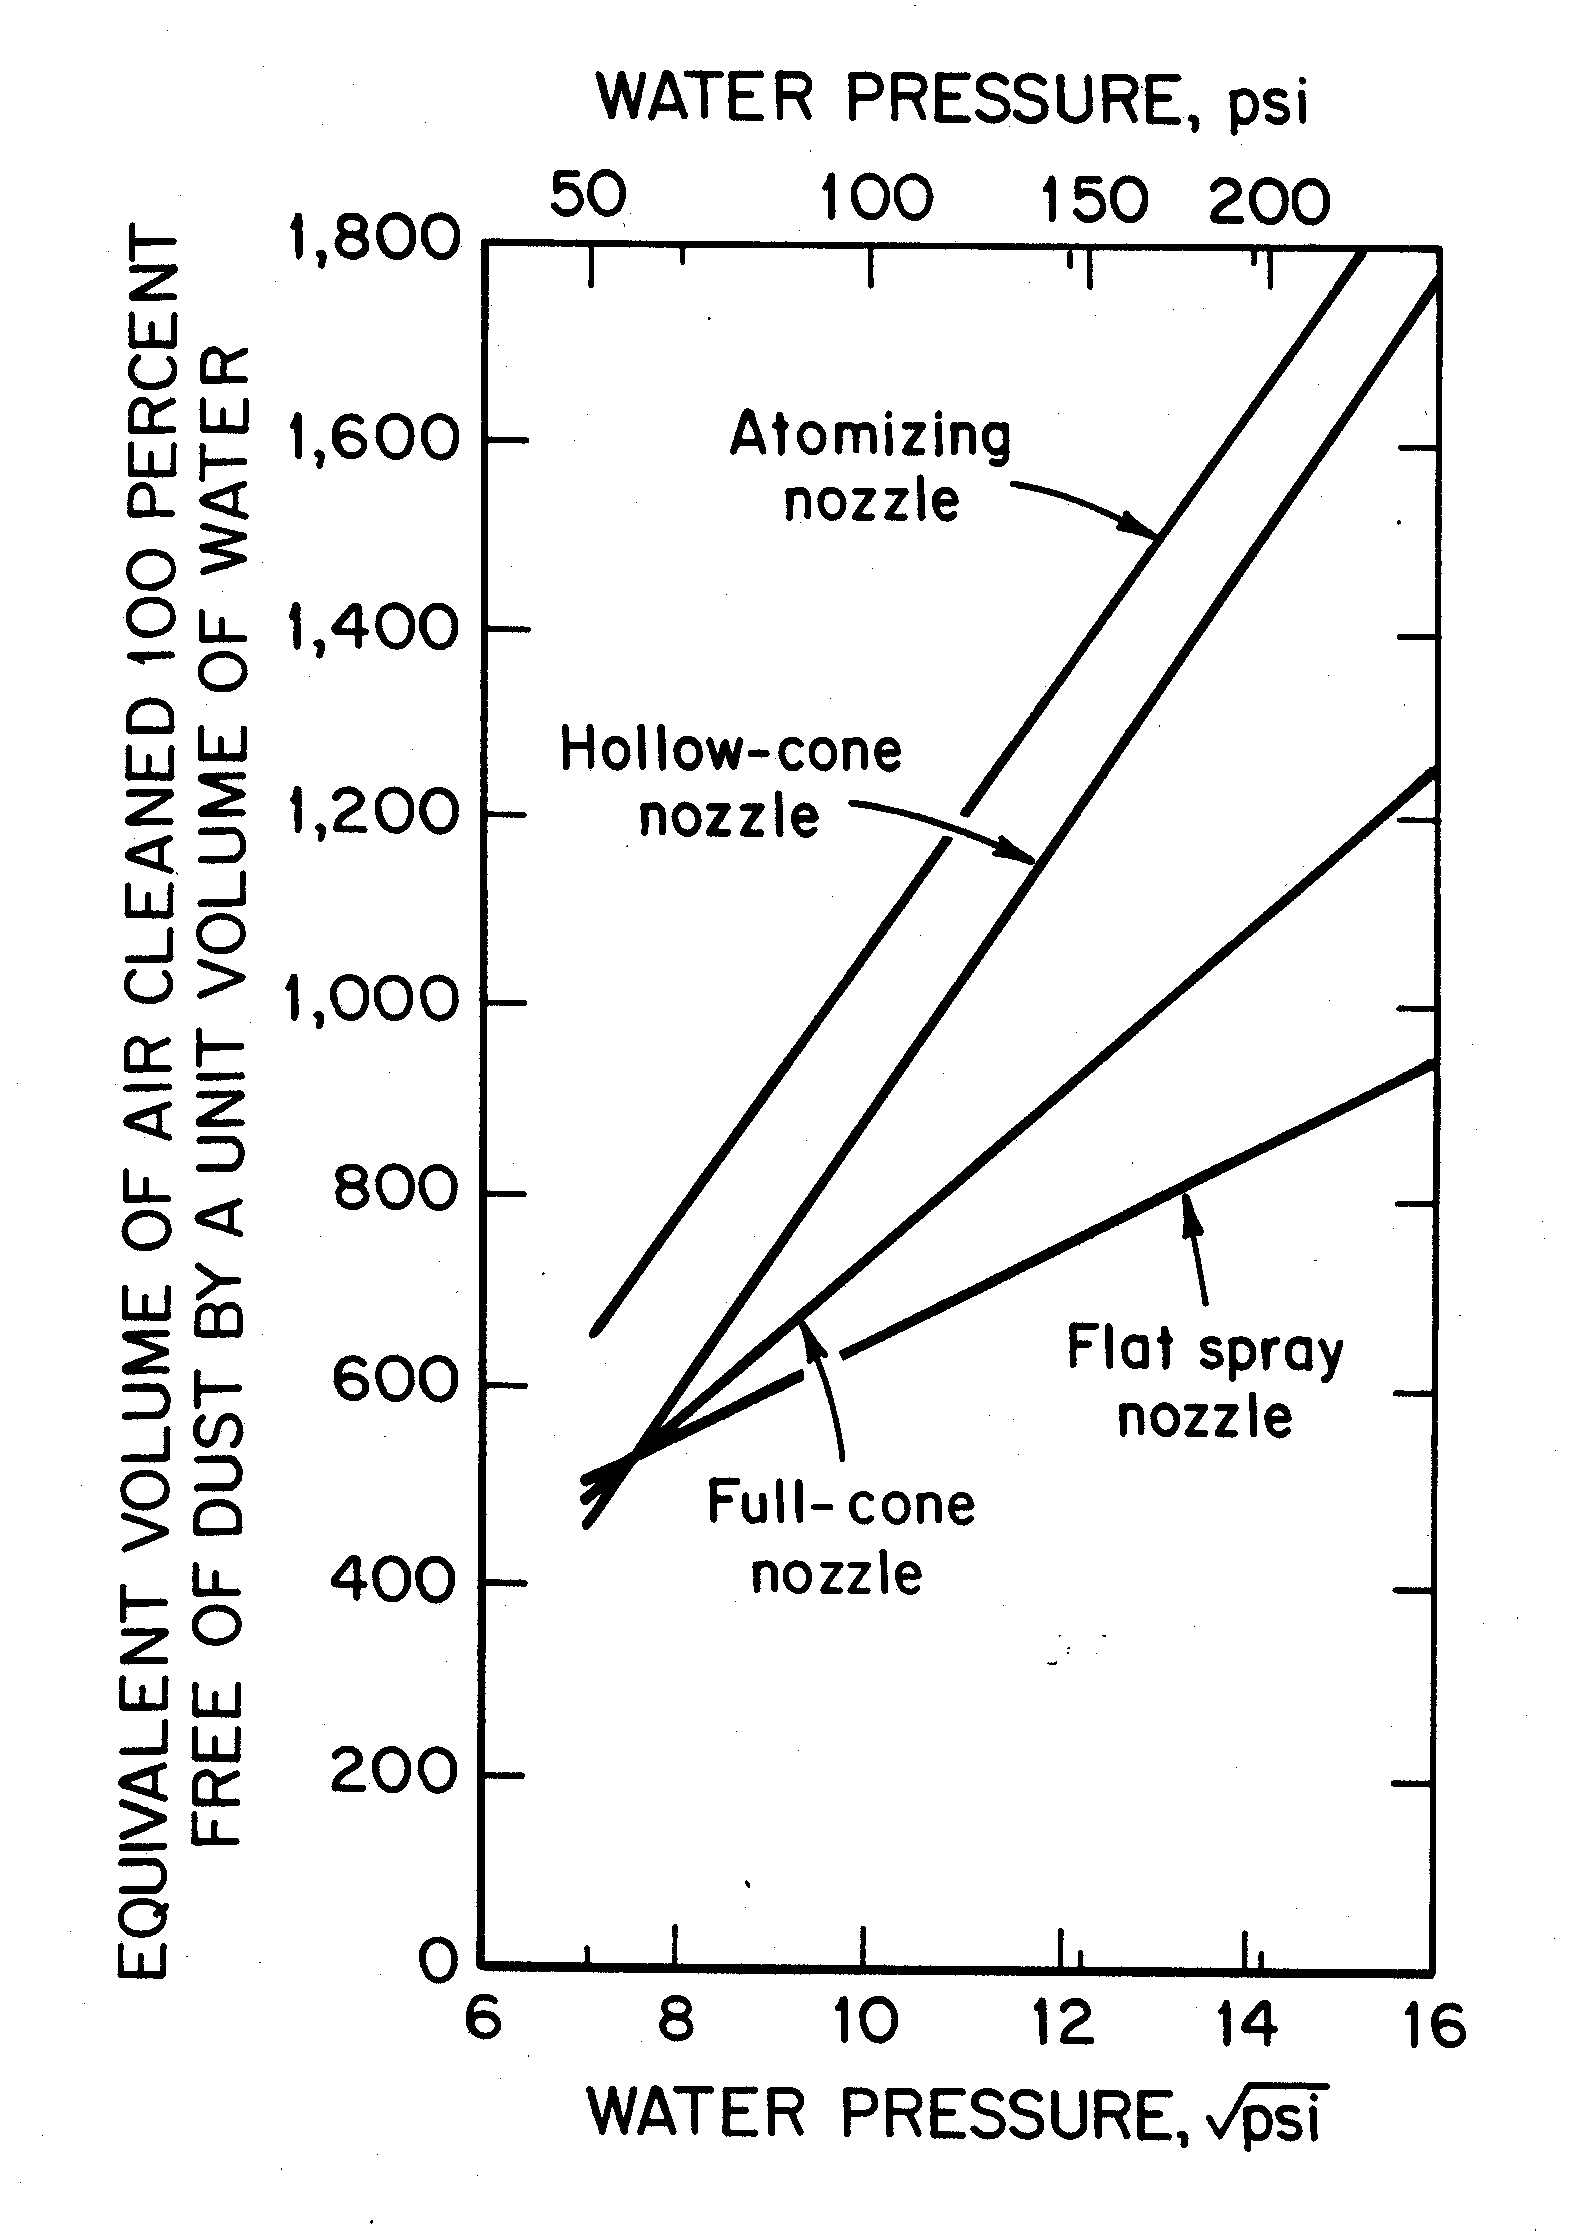 WATER PRESSURE, psi
50 100 150 200
EQUIVALENT VOLUME OF AIR CLEANED 100 PERCENT
FREE OF DUST BY A UNIT VOLUME OF WATER
1,800
1,600
1,400
1,200
1,000
800
600
400
200
0
Atomizing
nozzle
Hollow-cone
nozzle
Flat spray
nozzle
Full-cone
nozzle
6 8 10 12 14 16
WATER PRESSURE, √psi